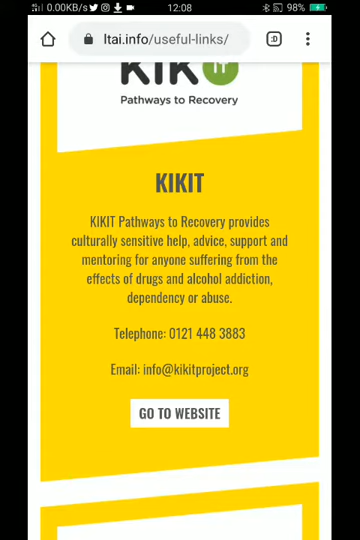 0.00KB/s 12:08 98%
ltai.info/useful-links/ :D
KIKIT
Pathways to Recovery
KIKIT
KIKIT Pathways to Recovery provides
culturally sensitive help, advice, support and
mentoring for anyone suffering from the
effects of drugs and alcohol addiction,
dependency or abuse.
Telephone: 0121 448 3883
Email: info@kikitproject.org
GO TO WEBSITE